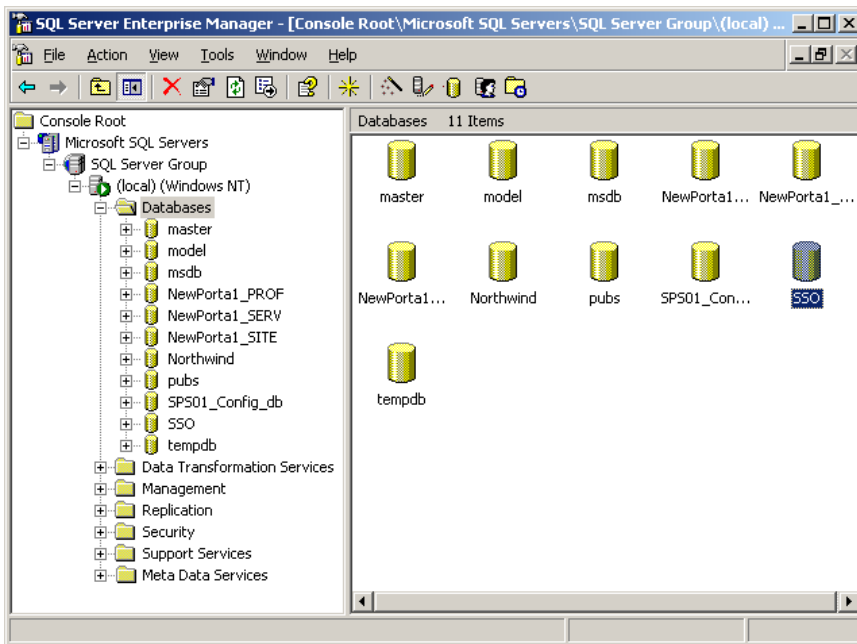 SQL Server Enterprise Manager - [Console Root\Microsoft SQL Servers\SQL Server Group\(local) ...
File Action View Tools Window Help
Console Root
Microsoft SQL Servers
SQL Server Group
(local) (Windows NT)
Databases
master
model
msdb
NewPorta1_PROF
NewPorta1_SERV
NewPorta1_SITE
Northwind
pubs
SPS01_Config_db
SSO
tempdb
Data Transformation Services
Management
Replication
Security
Support Services
Meta Data Services
Databases 11 Items
master model msdb NewPorta1... NewPorta1_...
NewPorta1... Northwind pubs SPS01_Con... SSO
tempdb